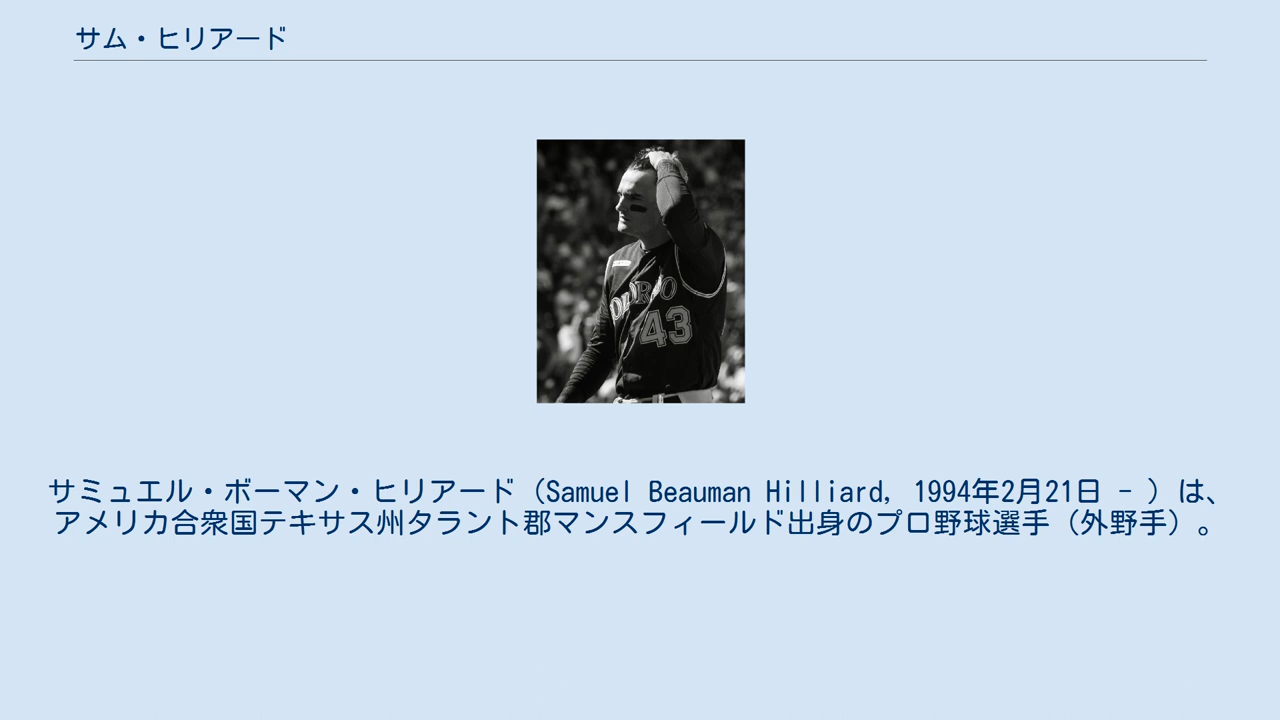 サム・ヒリアード
43
サミュエル・ボーマン・ヒリアード（Samuel Beauman Hilliard, 1994年2月21日 - ）は、
アメリカ合衆国テキサス州タラント郡マンスフィールド出身のプロ野球選手（外野手）。